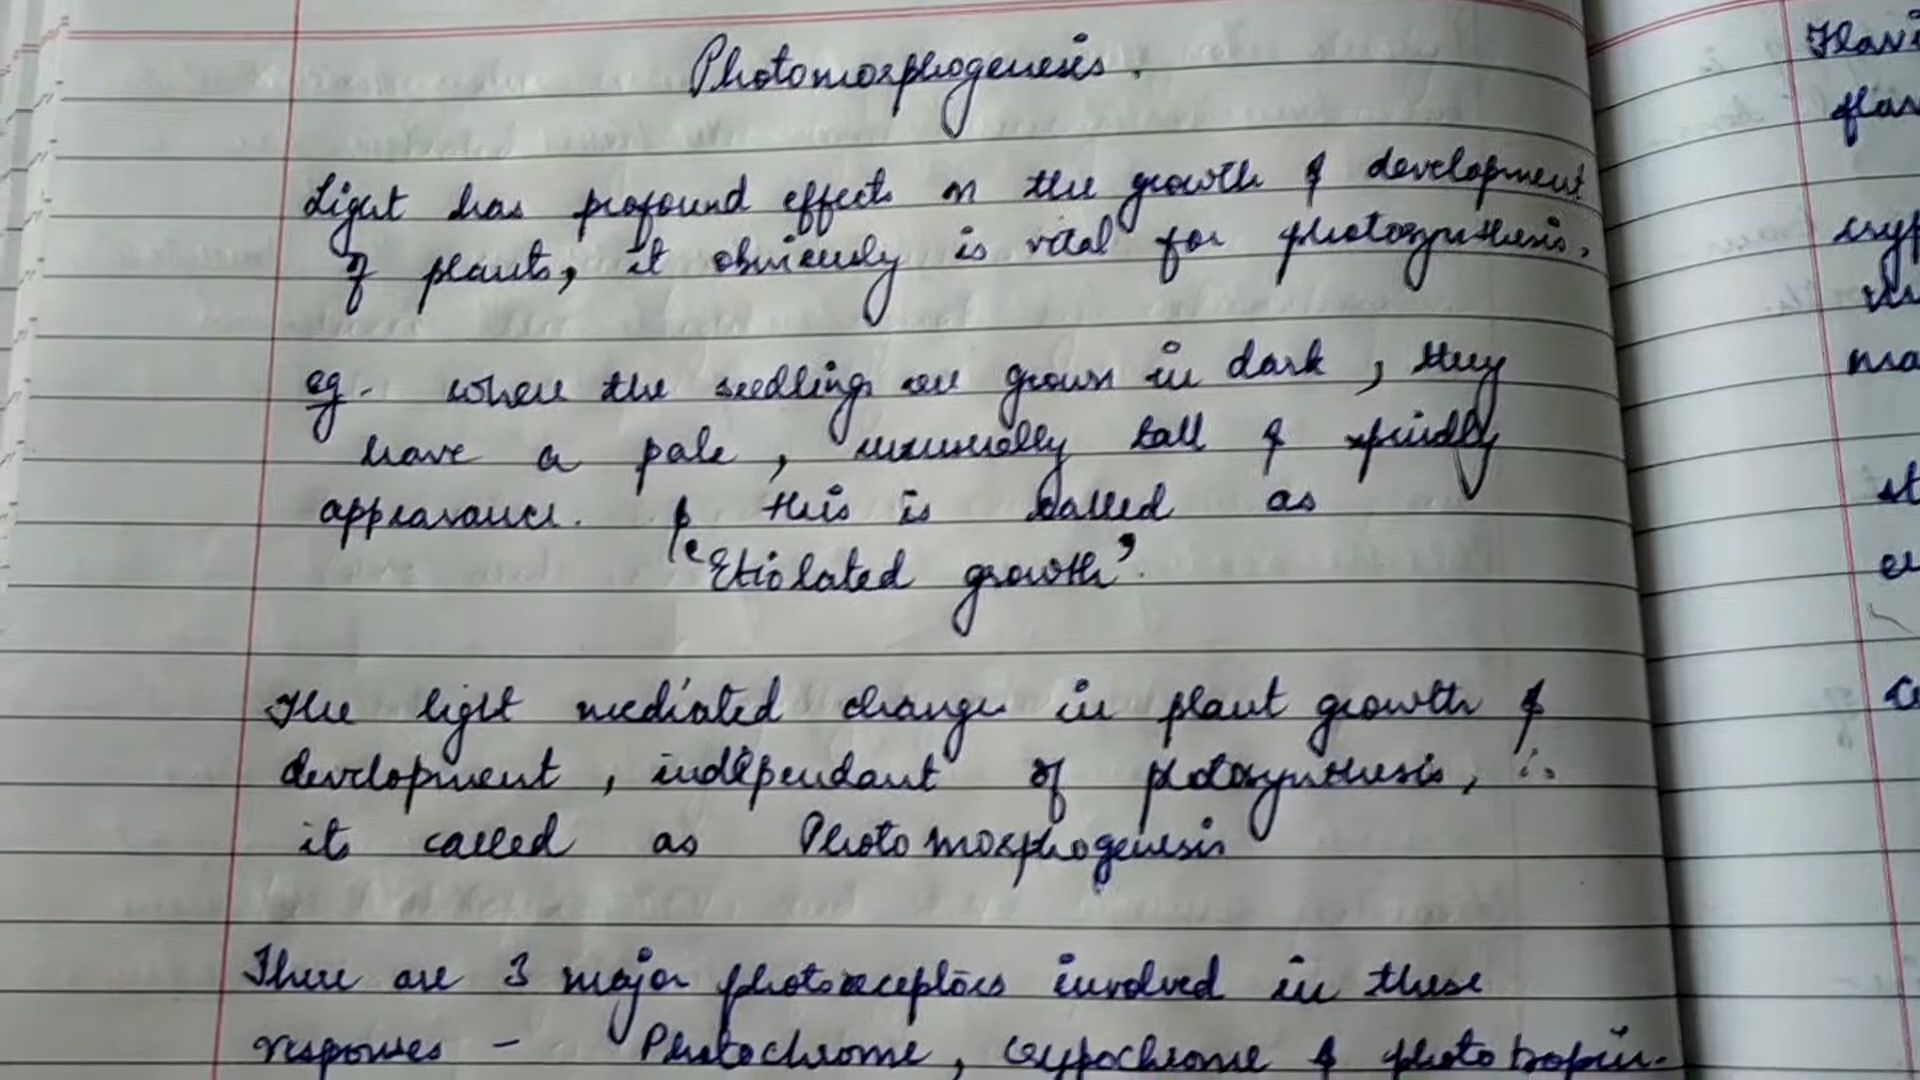 Photomorphogenesis.
Light has profound effects on the growth & development
of plants, it obviously is vital for photosynthesis.
eg. where the seedlings are grown in dark, they
have a pale, unusually tall & spindly
appearance. & this is called as
"Etiolated growth".
The light mediated changes in plant growth &
development, independant of photosynthesis, is
it called as Photomorphogenesis
There are 3 major photoreceptors involved in these
responses - Phytochrome, Cryptochrome & phototropin.